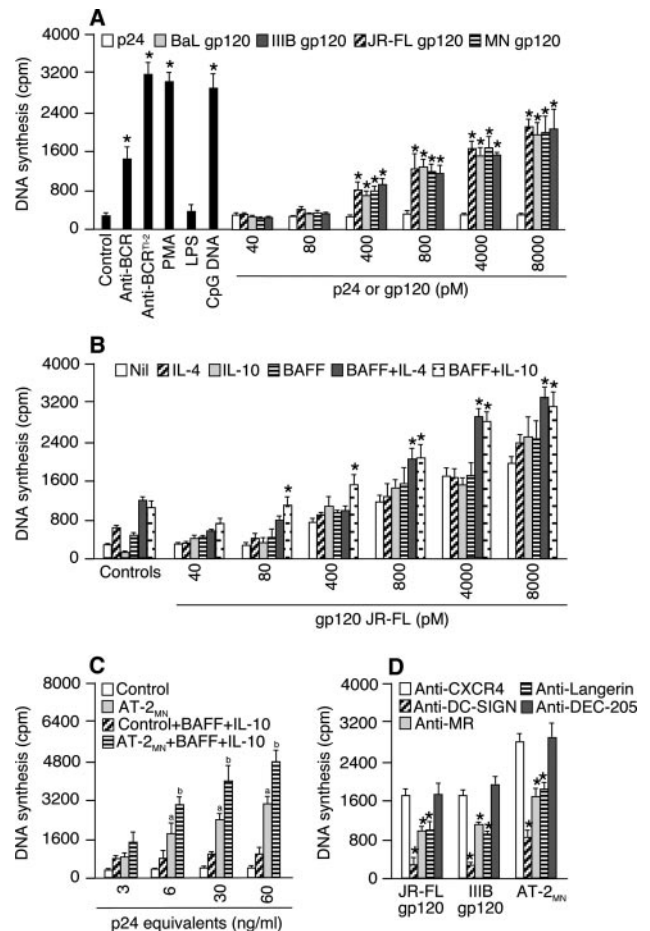 A
p24 BaL gp120 IIIB gp120 JR-FL gp120 MN gp120
DNA synthesis (cpm)
4000
3200
2400
1600
800
0
* * * * * * * * * * * * * * * * * * * *
Control
Anti-BCR
Anti-BCRTI-2
PMA
LPS
CpG DNA
40
80
400
800
4000
8000
p24 or gp120 (pM)
B
Nil IL-4 IL-10 BAFF BAFF+IL-4 BAFF+IL-10
DNA synthesis (cpm)
4000
3200
2400
1600
800
0
* * * * * * * *
Controls
40
80
400
800
4000
8000
gp120 JR-FL (pM)
C
Control
AT-2MN
Control+BAFF+IL-10
AT-2MN+BAFF+IL-10
DNA synthesis (cpm)
8000
6400
4800
3200
1600
0
a b a b a b
3
6
30
60
p24 equivalents (ng/ml)
D
Anti-CXCR4 Anti-Langerin
Anti-DC-SIGN Anti-DEC-205
Anti-MR
DNA synthesis (cpm)
4000
3200
2400
1600
800
0
* * * * * * * * *
JR-FL gp120
IIIB gp120
AT-2MN